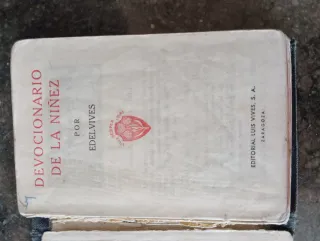 DEVOCIONARIO
DE LA NIÑEZ
POR
EDELVIVES
EDITORIAL LUIS VIVES, S. A.
ZARAGOZA